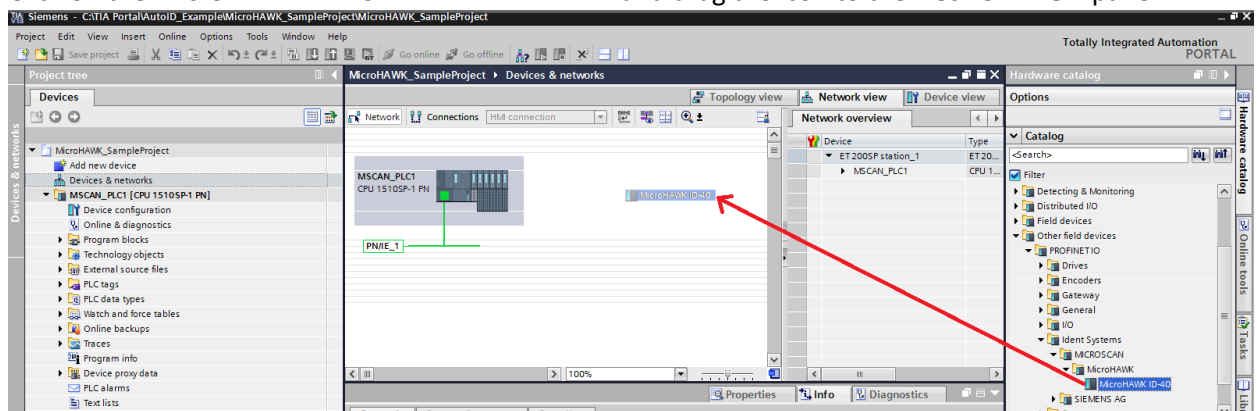 Siemens - C:\TIA Portal\AutoID_Example\MicroHAWK_SampleProject\MicroHAWK_SampleProject
Project Edit View Insert Online Options Tools Window Help
Totally Integrated Automation
PORTAL
Save project Go online Go offline
Project tree
MicroHAWK_SampleProject Devices & networks
Hardware catalog
Devices
Topology view Network view Device view
Options
Network Connections HMI connection
Network overview
Devices & networks
MicroHAWK_SampleProject
Add new device
Devices & networks
MSCAN_PLC1 [CPU 1510SP-1 PN]
Device configuration
Online & diagnostics
Program blocks
Technology objects
External source files
PLC tags
PLC data types
Watch and force tables
Online backups
Traces
Program info
Device proxy data
PLC alarms
Text lists
MSCAN_PLC1
CPU 1510SP-1 PN
MicroHAWK ID-40
PN/IE_1
100%
Device Type
ET200SP station_1 ET 20...
MSCAN_PLC1 CPU 1...
Properties Info Diagnostics
Catalog
<Search>
Filter
Detecting & Monitoring
Distributed I/O
Field devices
Other field devices
PROFINET IO
Drives
Encoders
Gateway
General
I/O
Ident Systems
MICROSCAN
MicroHAWK
MicroHAWK ID-40
SIEMENS AG
Hardware catalog
Online tools
Tasks
Lib